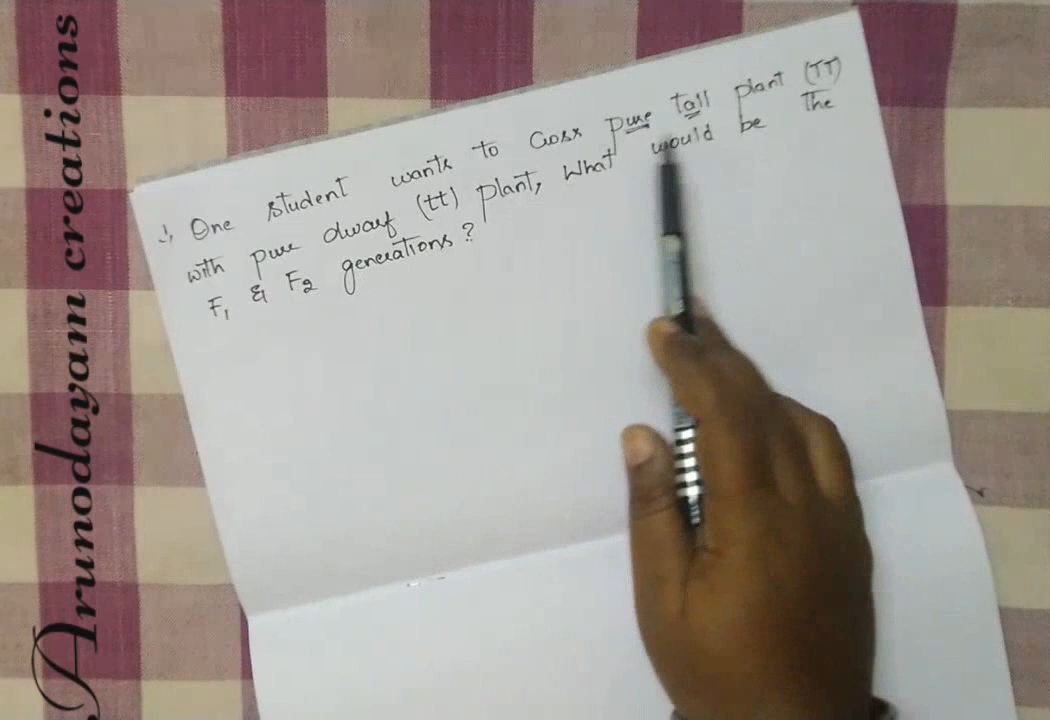 1, One student wants to Cross pure tall plant (TT)
with pure dwarf (tt) plant, What would be the
F1 & F2 generations?
Arunodayam creations